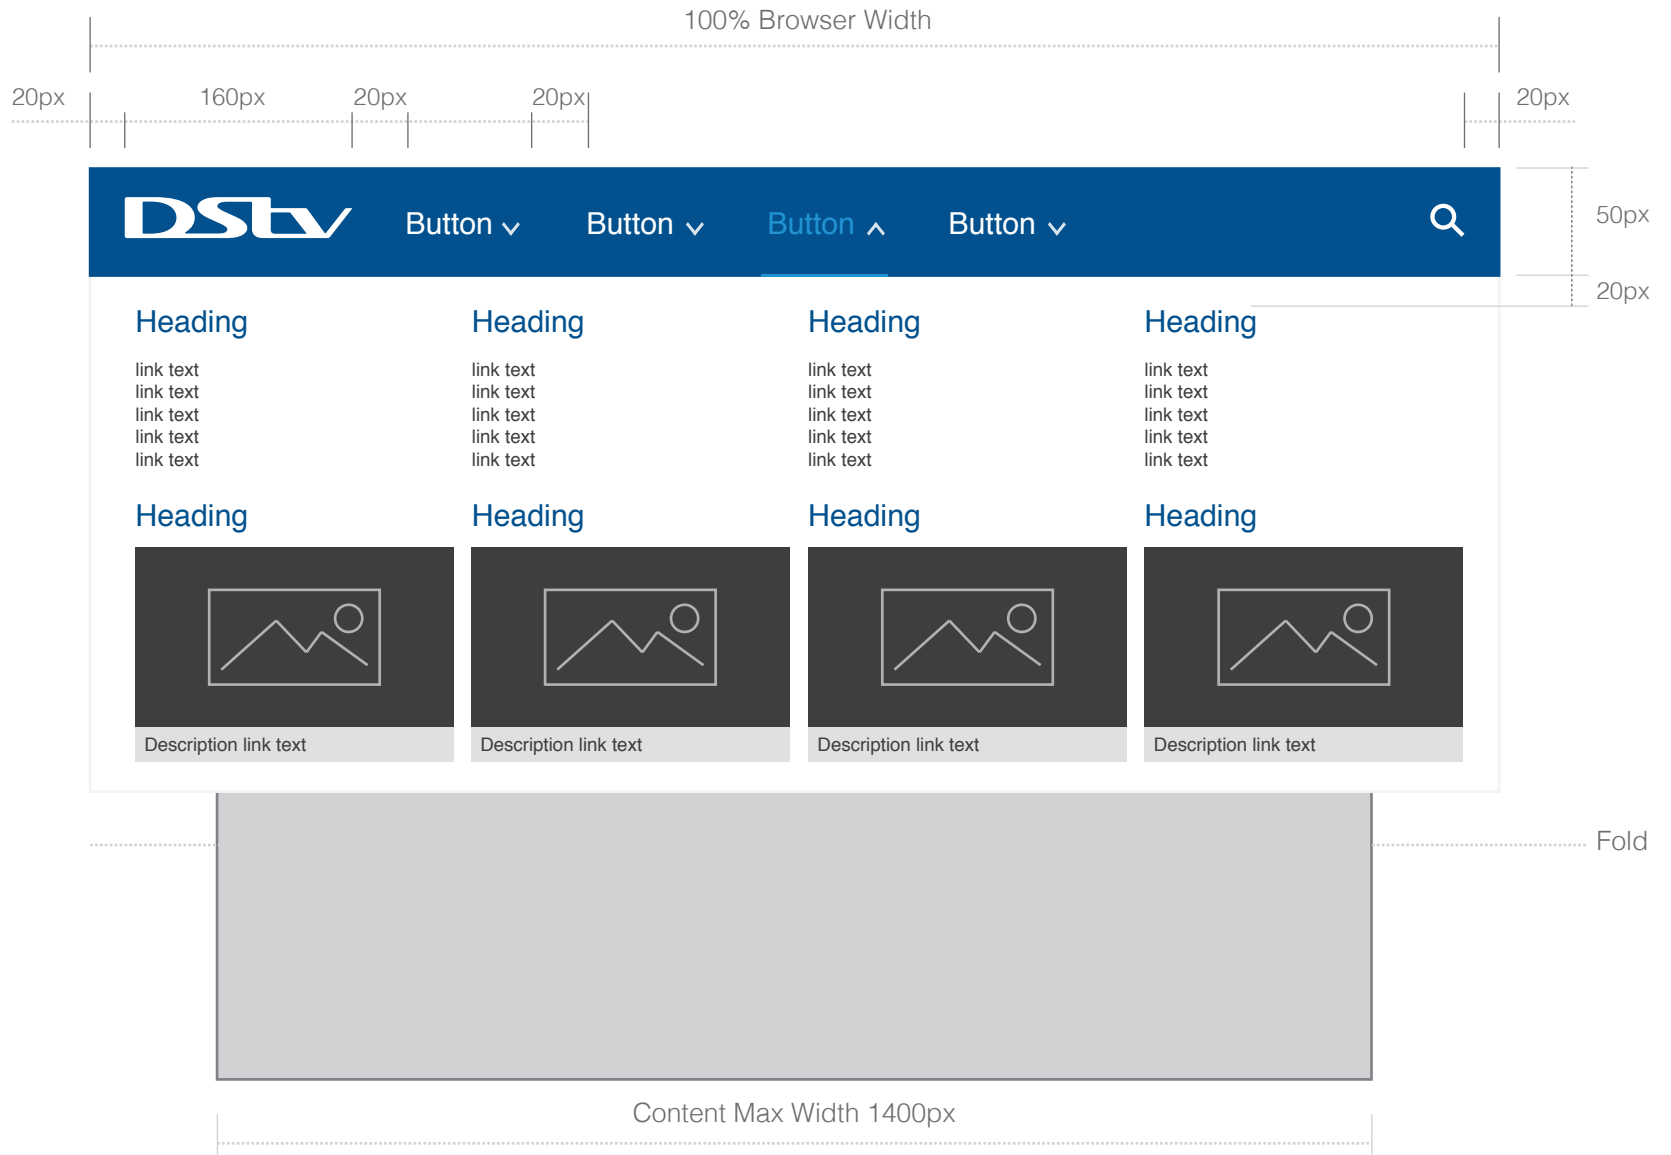 100% Browser Width
20px 160px 20px 20px 20px
DStv Button Button Button Button
50px
20px
Heading Heading Heading Heading
link text link text link text link text
link text link text link text link text
link text link text link text link text
link text link text link text link text
link text link text link text link text
Heading Heading Heading Heading
Description link text Description link text Description link text Description link text
Fold
Content Max Width 1400px